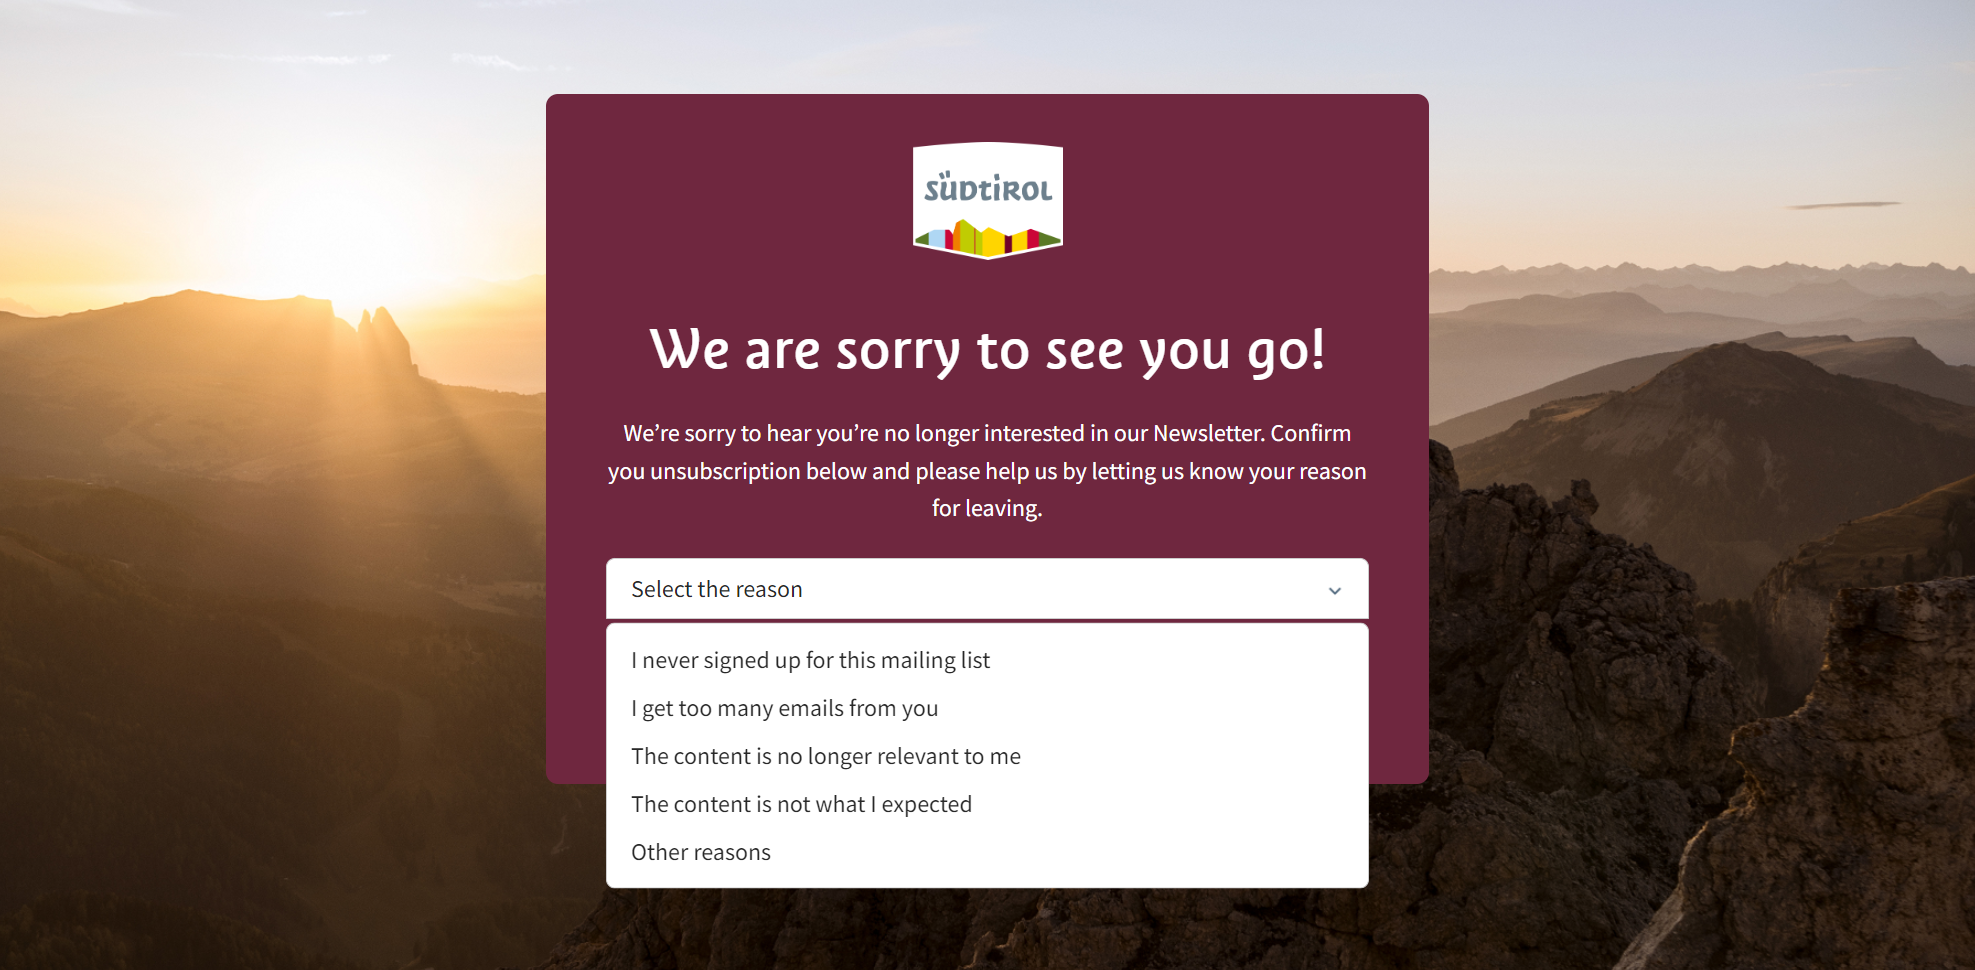 südtirol
We are sorry to see you go!
We’re sorry to hear you’re no longer interested in our Newsletter. Confirm
you unsubscription below and please help us by letting us know your reason
for leaving.
Select the reason
I never signed up for this mailing list
I get too many emails from you
The content is no longer relevant to me
The content is not what I expected
Other reasons